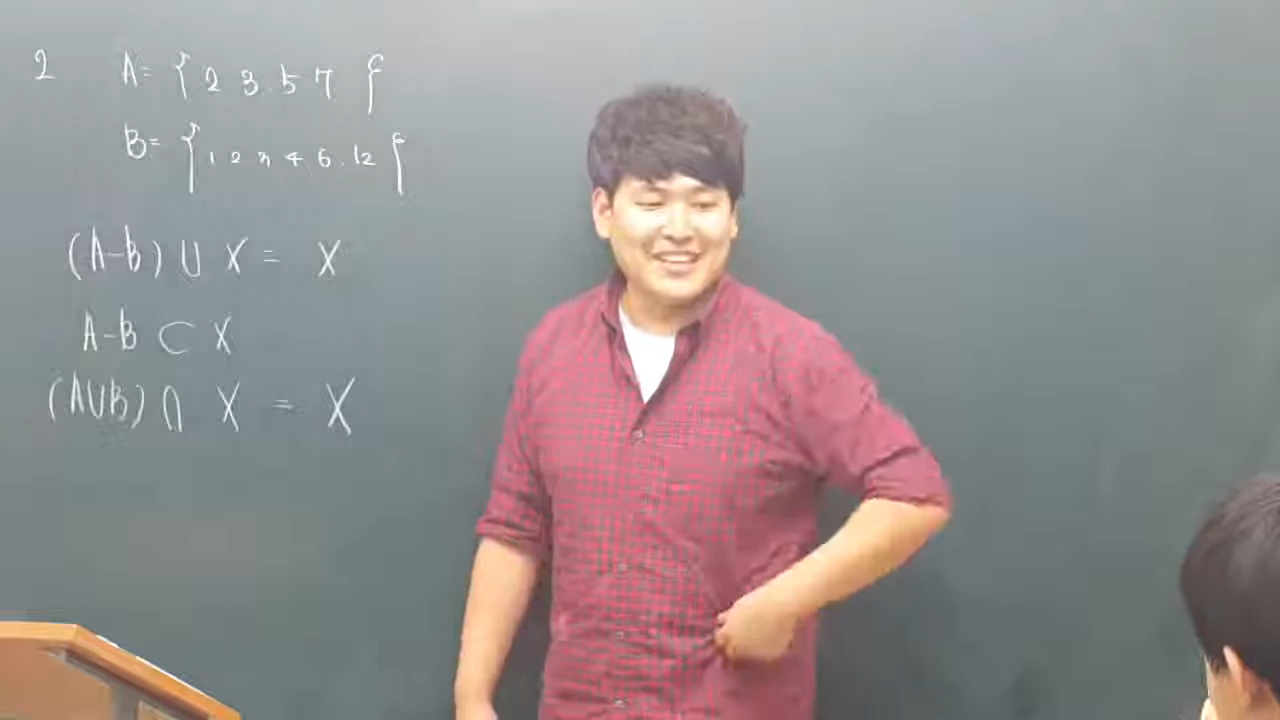 2 A= { 2 3. 5 7 }
B= { 1 2 3 4 6. 12 }
(A-B) ∪ X = X
A-B ⊂ X
(A∪B) ∩ X = X